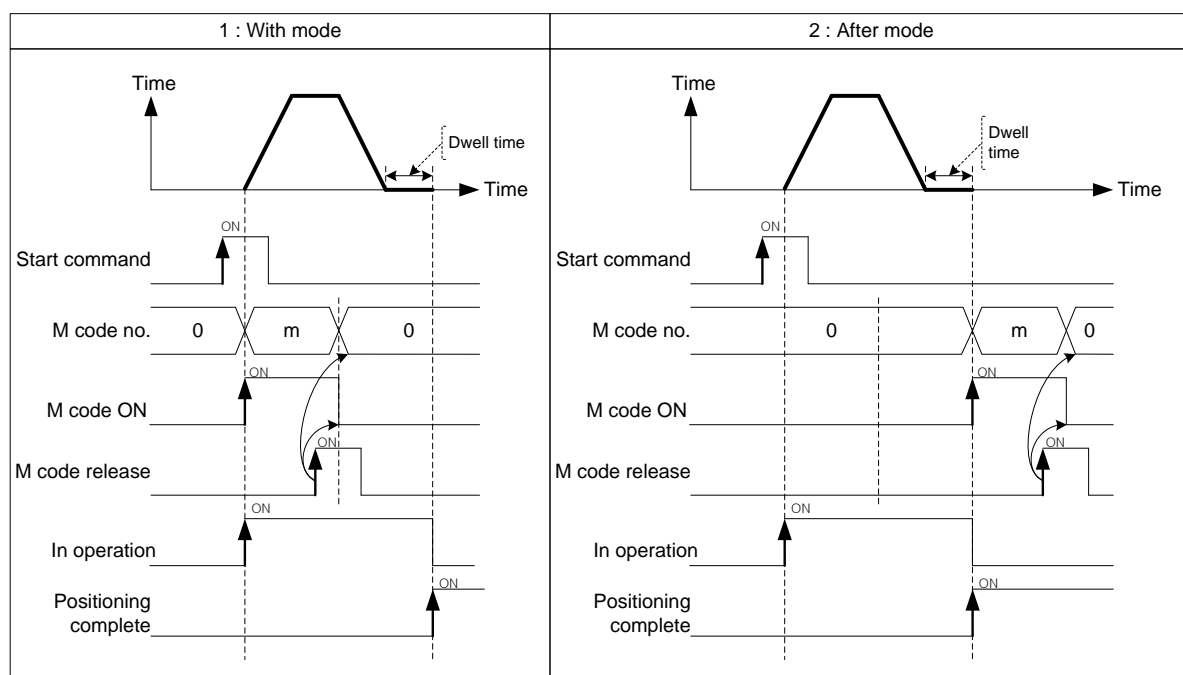 1 : With mode
Time
Dwell time
Time
ON
Start command
M code no.
0
m
0
ON
M code ON
ON
M code release
ON
In operation
ON
Positioning
complete
2 : After mode
Time
Dwell
time
Time
ON
Start command
M code no.
0
m
0
ON
M code ON
ON
M code release
ON
In operation
ON
Positioning
complete